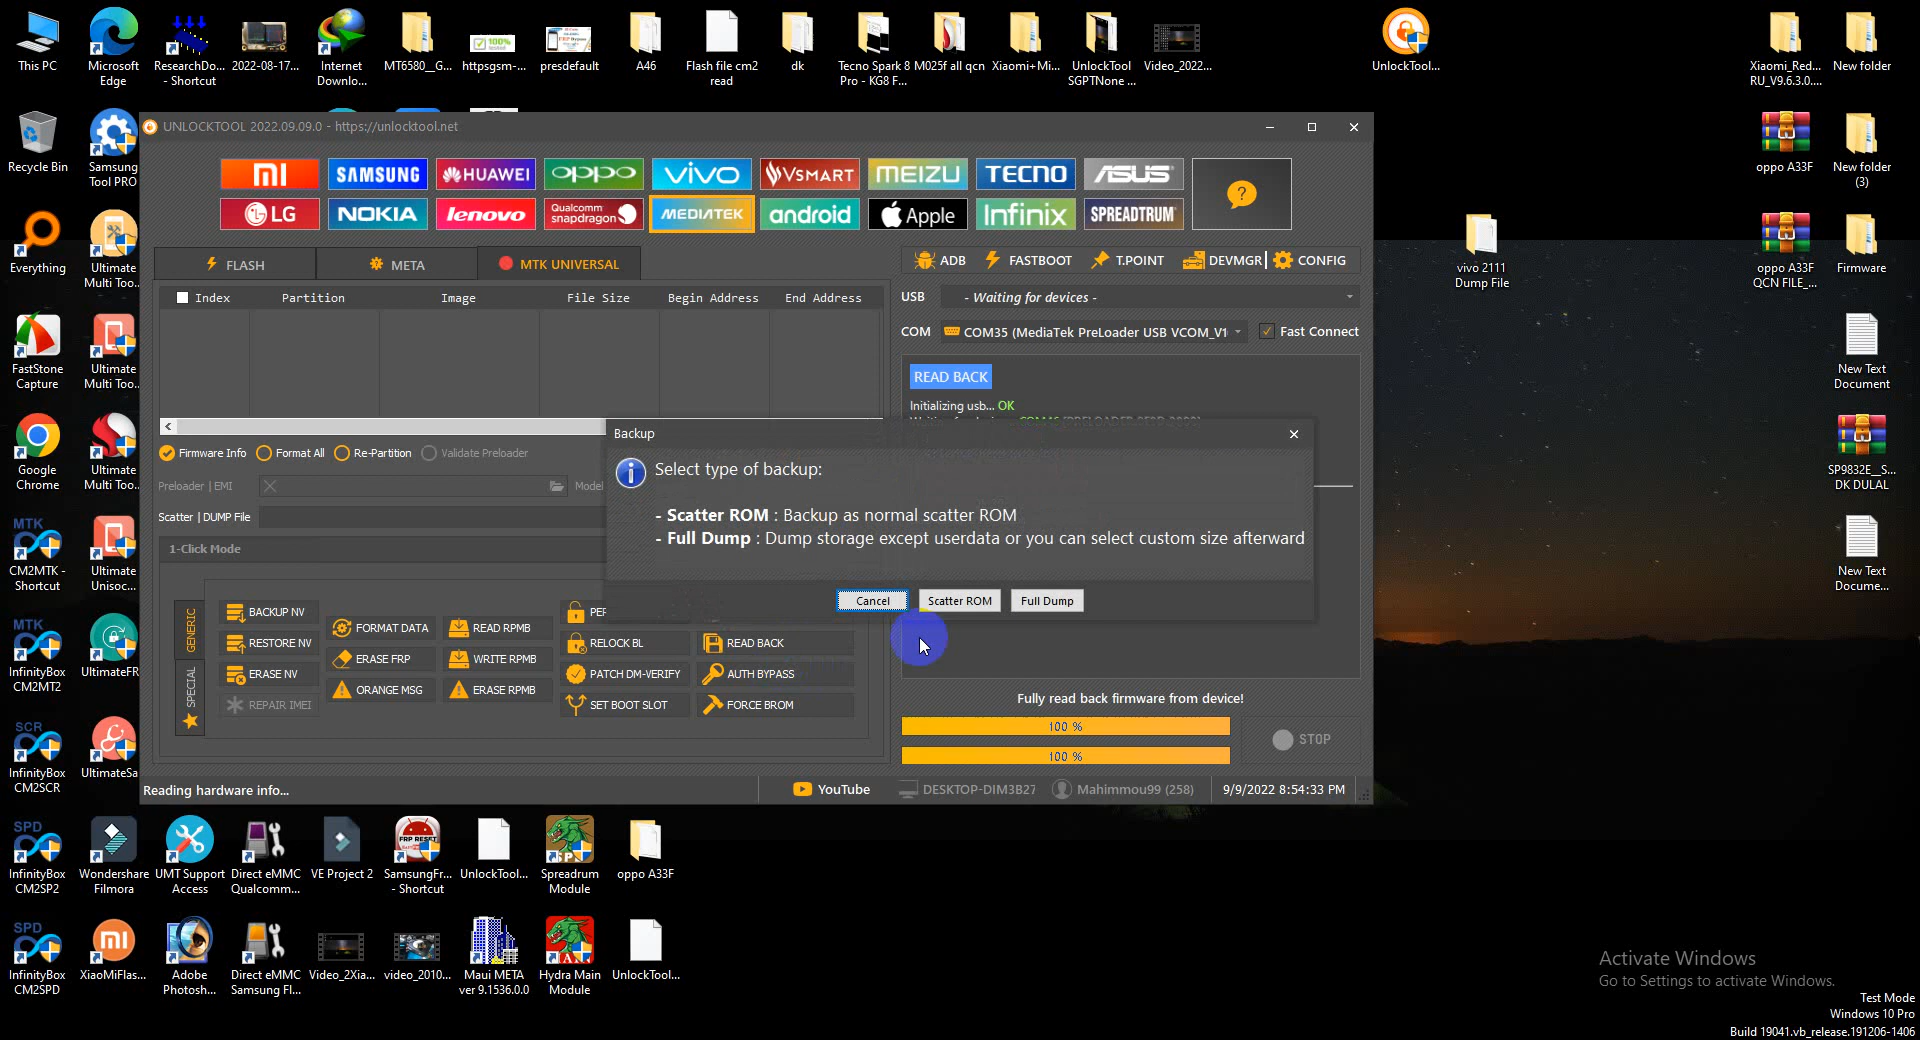 This PC
Microsoft
Edge
ResearchDo...
- Shortcut
2022-08-17...
Internet
Downlo...
MT6580__G...
httpsgsm-...
presdefault
A46
Flash file cm2
read
dk
Tecno Spark 8
Pro - KG8 F...
M025f all qcn
Xiaomi+Mi...
UnlockTool
SGPTNone ...
Video_2022...
UnlockTool...
Xiaomi_Red...
RU_V9.6.3.0....
New folder
Recycle Bin
Samsung
Tool PRO
oppo A33F
New folder
(3)
Everything
Ultimate
Multi Too...
vivo 2111
Dump File
oppo A33F
QCN FILE_...
Firmware
FastStone
Capture
Ultimate
Multi Too...
New Text
Document
Google
Chrome
Ultimate
Multi Too...
SP9832E__S...
DK DULAL
MTK
CM2MTK -
Shortcut
Ultimate
Unisoc...
New Text
Docume...
MTK
InfinityBox
CM2MT2
UltimateFR
SCR
InfinityBox
CM2SCR
UltimateSa
UNLOCKTOOL 2022.09.09.0 - https://unlocktool.net
MI
SAMSUNG
HUAWEI
oppo
vivo
VSMART
MEIZU
TECNO
ASUS
?
LG
NOKIA
lenovo
Qualcomm
snapdragon
MEDIATEK
android
Apple
Infinix
SPREADTRUM
FLASH
META
MTK UNIVERSAL
ADB
FASTBOOT
T.POINT
DEVMGR
CONFIG
Index
Partition
Image
File Size
Begin Address
End Address
USB
- Waiting for devices -
COM
COM35 (MediaTek PreLoader USB VCOM_V1
Fast Connect
READ BACK
Initializing usb... OK
Firmware Info
Format All
Re-Partition
Validate Preloader
Preloader | EMI
Model
Scatter | DUMP File
1-Click Mode
Backup
Select type of backup:
- Scatter ROM : Backup as normal scatter ROM
- Full Dump : Dump storage except userdata or you can select custom size afterward
Cancel
Scatter ROM
Full Dump
GENERIC
SPECIAL
BACKUP NV
RESTORE NV
ERASE NV
REPAIR IMEI
FORMAT DATA
ERASE FRP
ORANGE MSG
READ RPMB
WRITE RPMB
ERASE RPMB
PEF
RELOCK BL
PATCH DM-VERIFY
SET BOOT SLOT
READ BACK
AUTH BYPASS
FORCE BROM
Fully read back firmware from device!
100 %
100 %
STOP
Reading hardware info...
YouTube
DESKTOP-DIM3B27
Mahimmou99 (258)
9/9/2022 8:54:33 PM
SPD
InfinityBox
CM2SP2
Wondershare
Filmora
UMT Support
Access
Direct eMMC
Qualcomm...
VE Project 2
FRP RESET
SamsungFr...
- Shortcut
UnlockTool...
Spreadrum
Module
oppo A33F
SPD
InfinityBox
CM2SPD
XiaoMiFlas...
Adobe
Photosh...
Direct eMMC
Samsung Fl...
Video_2Xia...
video_2010...
Maui META
ver 9.1536.0.0
Hydra Main
Module
UnlockTool...
Activate Windows
Go to Settings to activate Windows.
Test Mode
Windows 10 Pro
Build 19041.vb_release.191206-1406